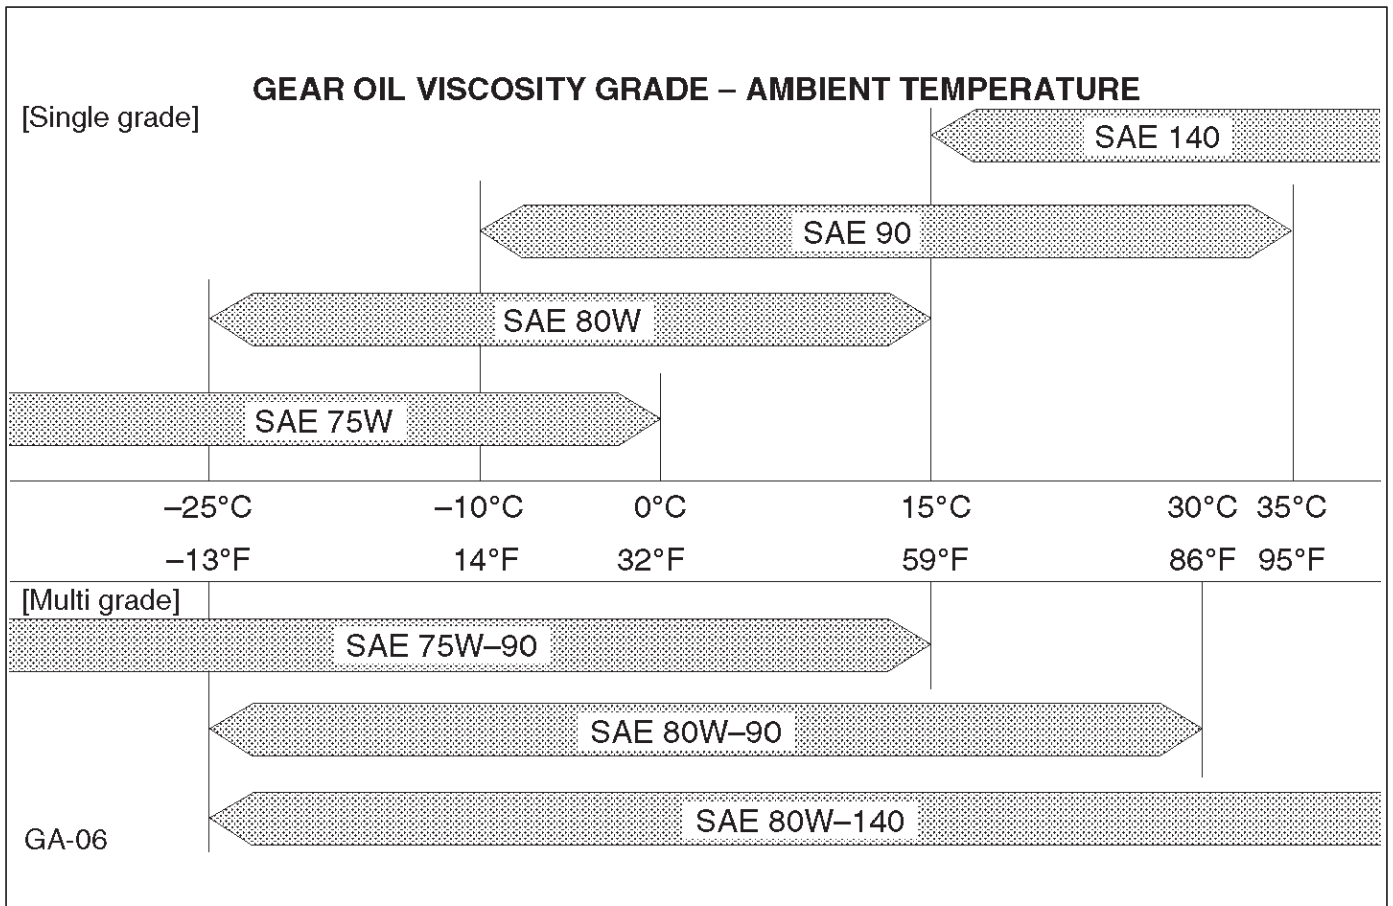 GEAR OIL VISCOSITY GRADE – AMBIENT TEMPERATURE
[Single grade]
SAE 140
SAE 90
SAE 80W
SAE 75W
–25°C –10°C 0°C 15°C 30°C 35°C
–13°F 14°F 32°F 59°F 86°F 95°F
[Multi grade]
SAE 75W–90
SAE 80W–90
SAE 80W–140
GA-06